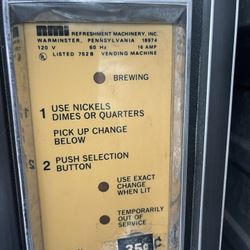 RMI REFRESHMENT MACHINERY, INC.
WARMINSTER, PENNSYLVANIA 18974
120 V 60 Hz 16 AMP
LISTED 752B VENDING MACHINE
BREWING
1 USE NICKELS
DIMES OR QUARTERS
PICK UP CHANGE
BELOW
2 PUSH SELECTION
BUTTON
USE EXACT
CHANGE
WHEN LIT
TEMPORARILY
OUT OF
SERVICE
35¢